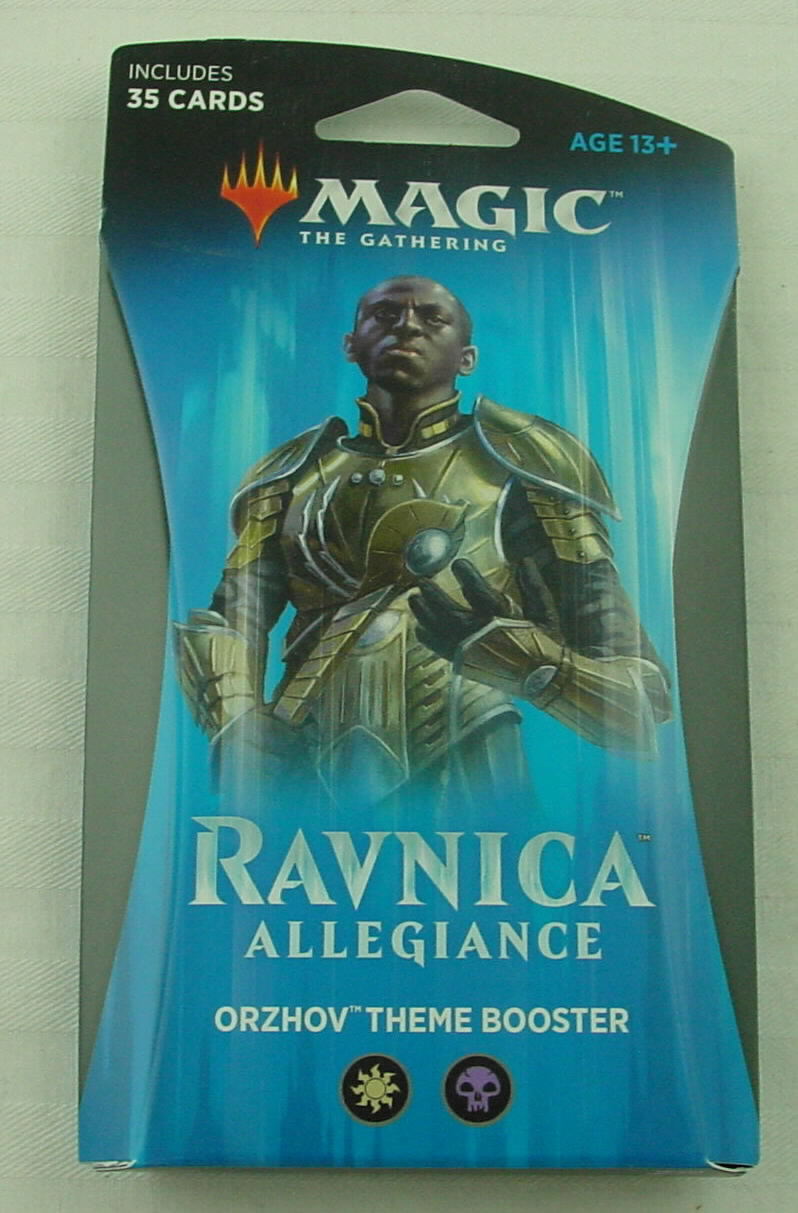 INCLUDES
35 CARDS
AGE 13+
MAGIC™
THE GATHERING
RAVNICA™
ALLEGIANCE
ORZHOV™ THEME BOOSTER